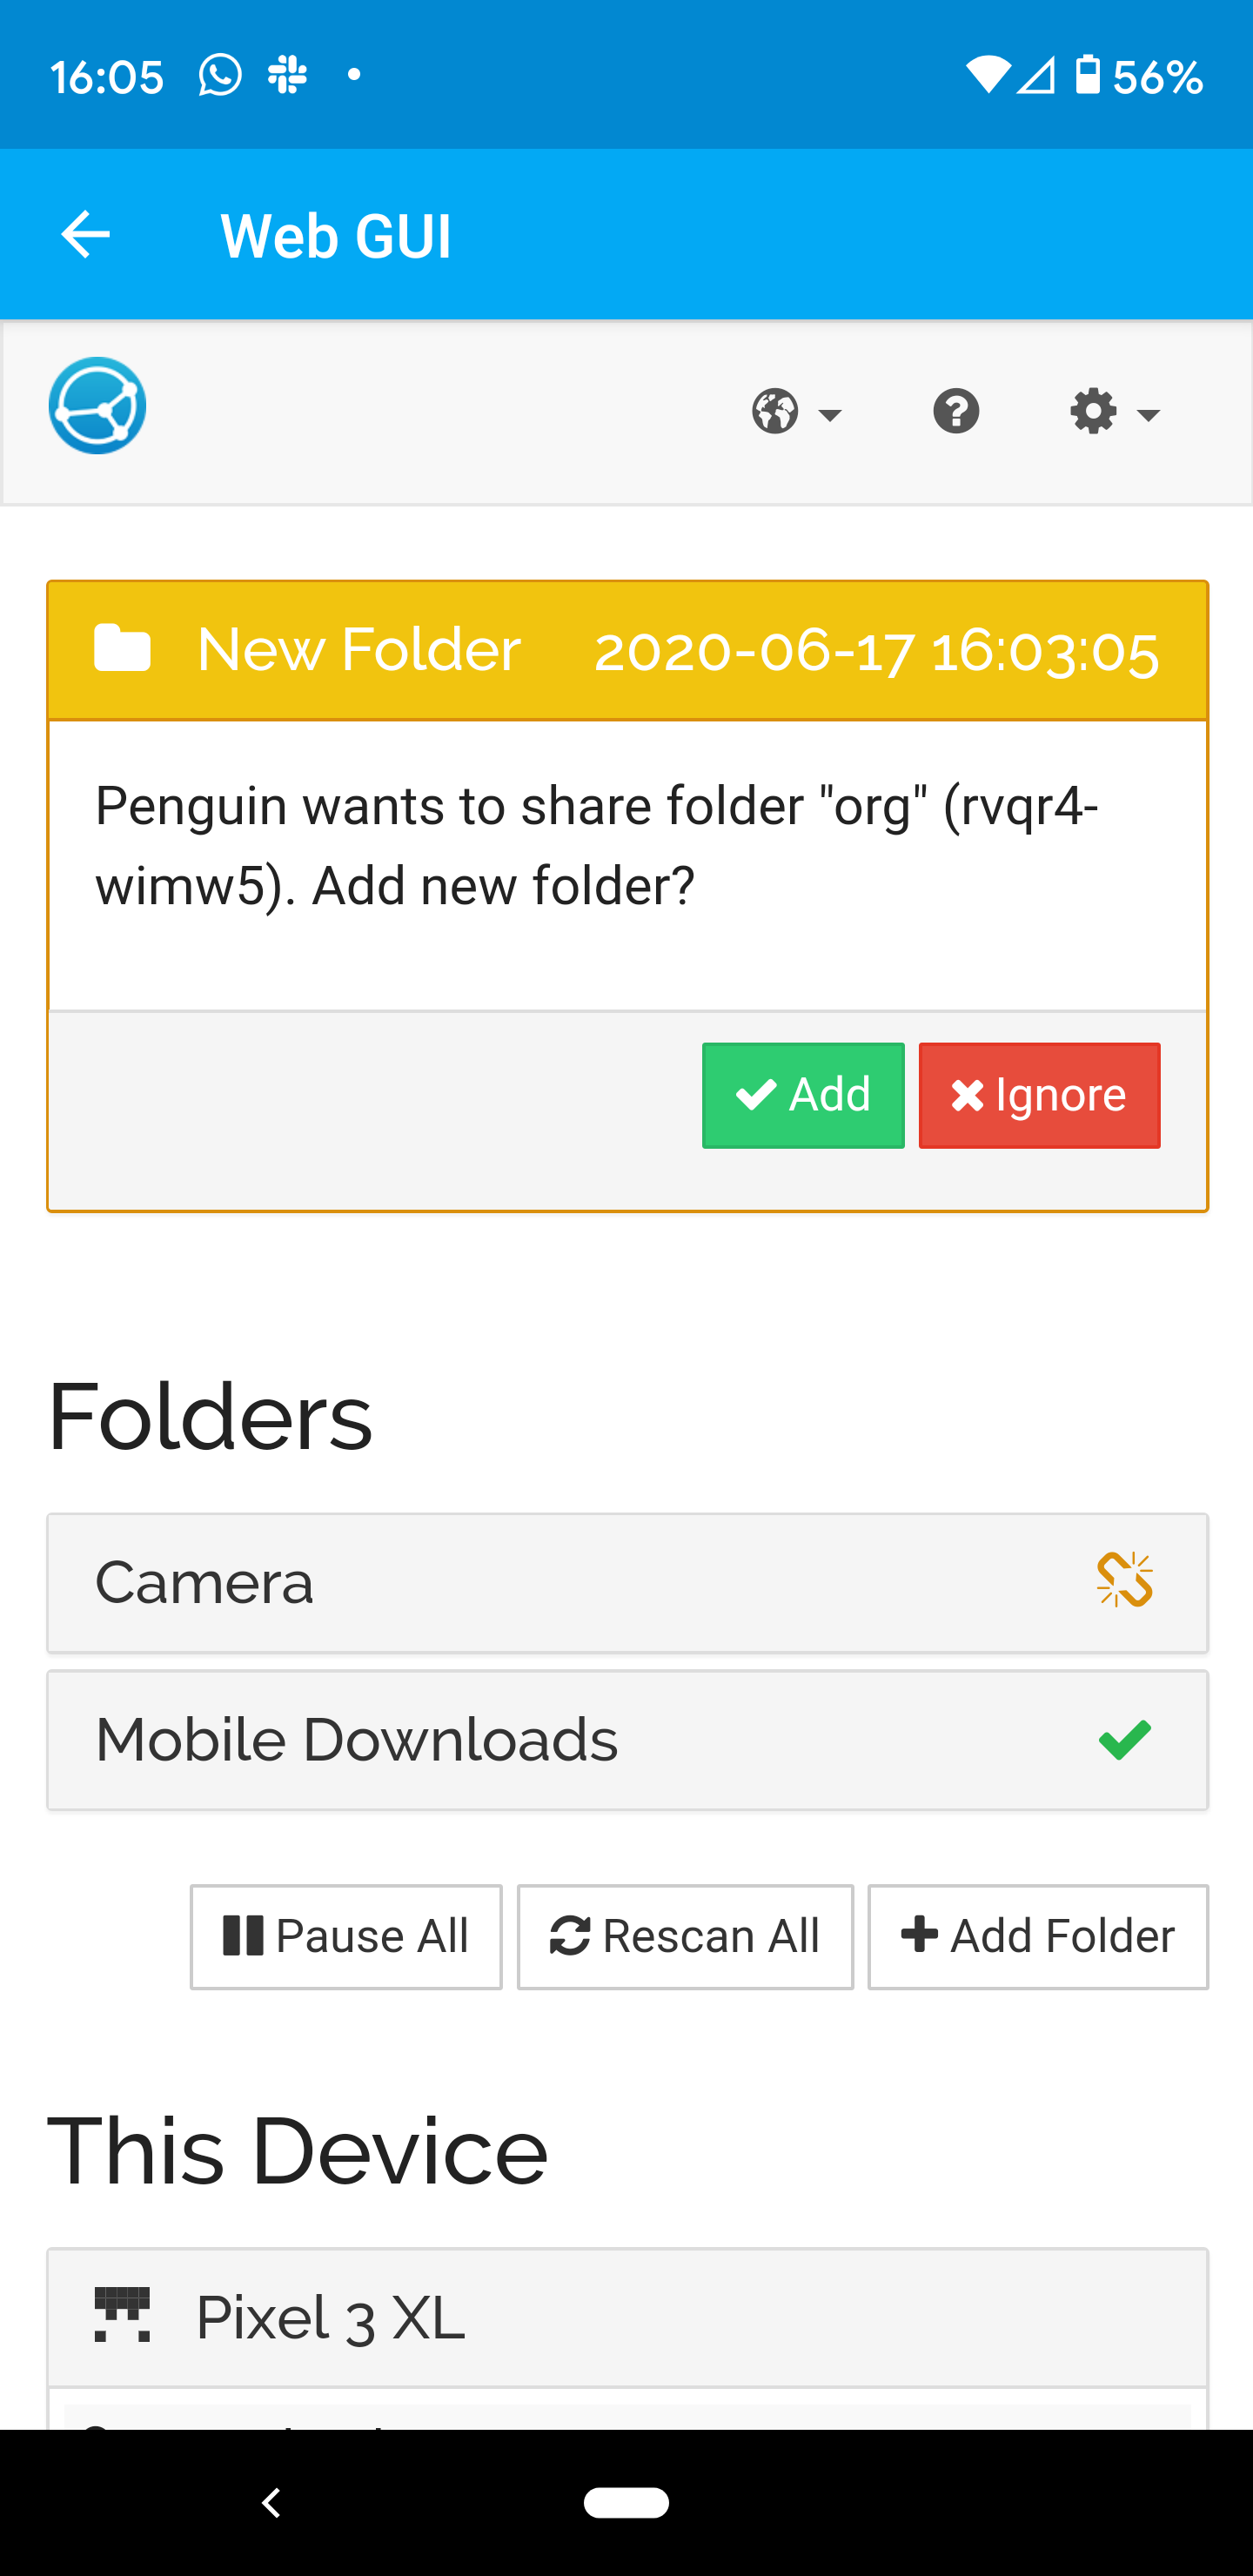 16:05 56%
Web GUI
New Folder 2020-06-17 16:03:05
Penguin wants to share folder "org" (rvqr4-
wimw5). Add new folder?
Add Ignore
Folders
Camera
Mobile Downloads
Pause All Rescan All Add Folder
This Device
Pixel 3 XL